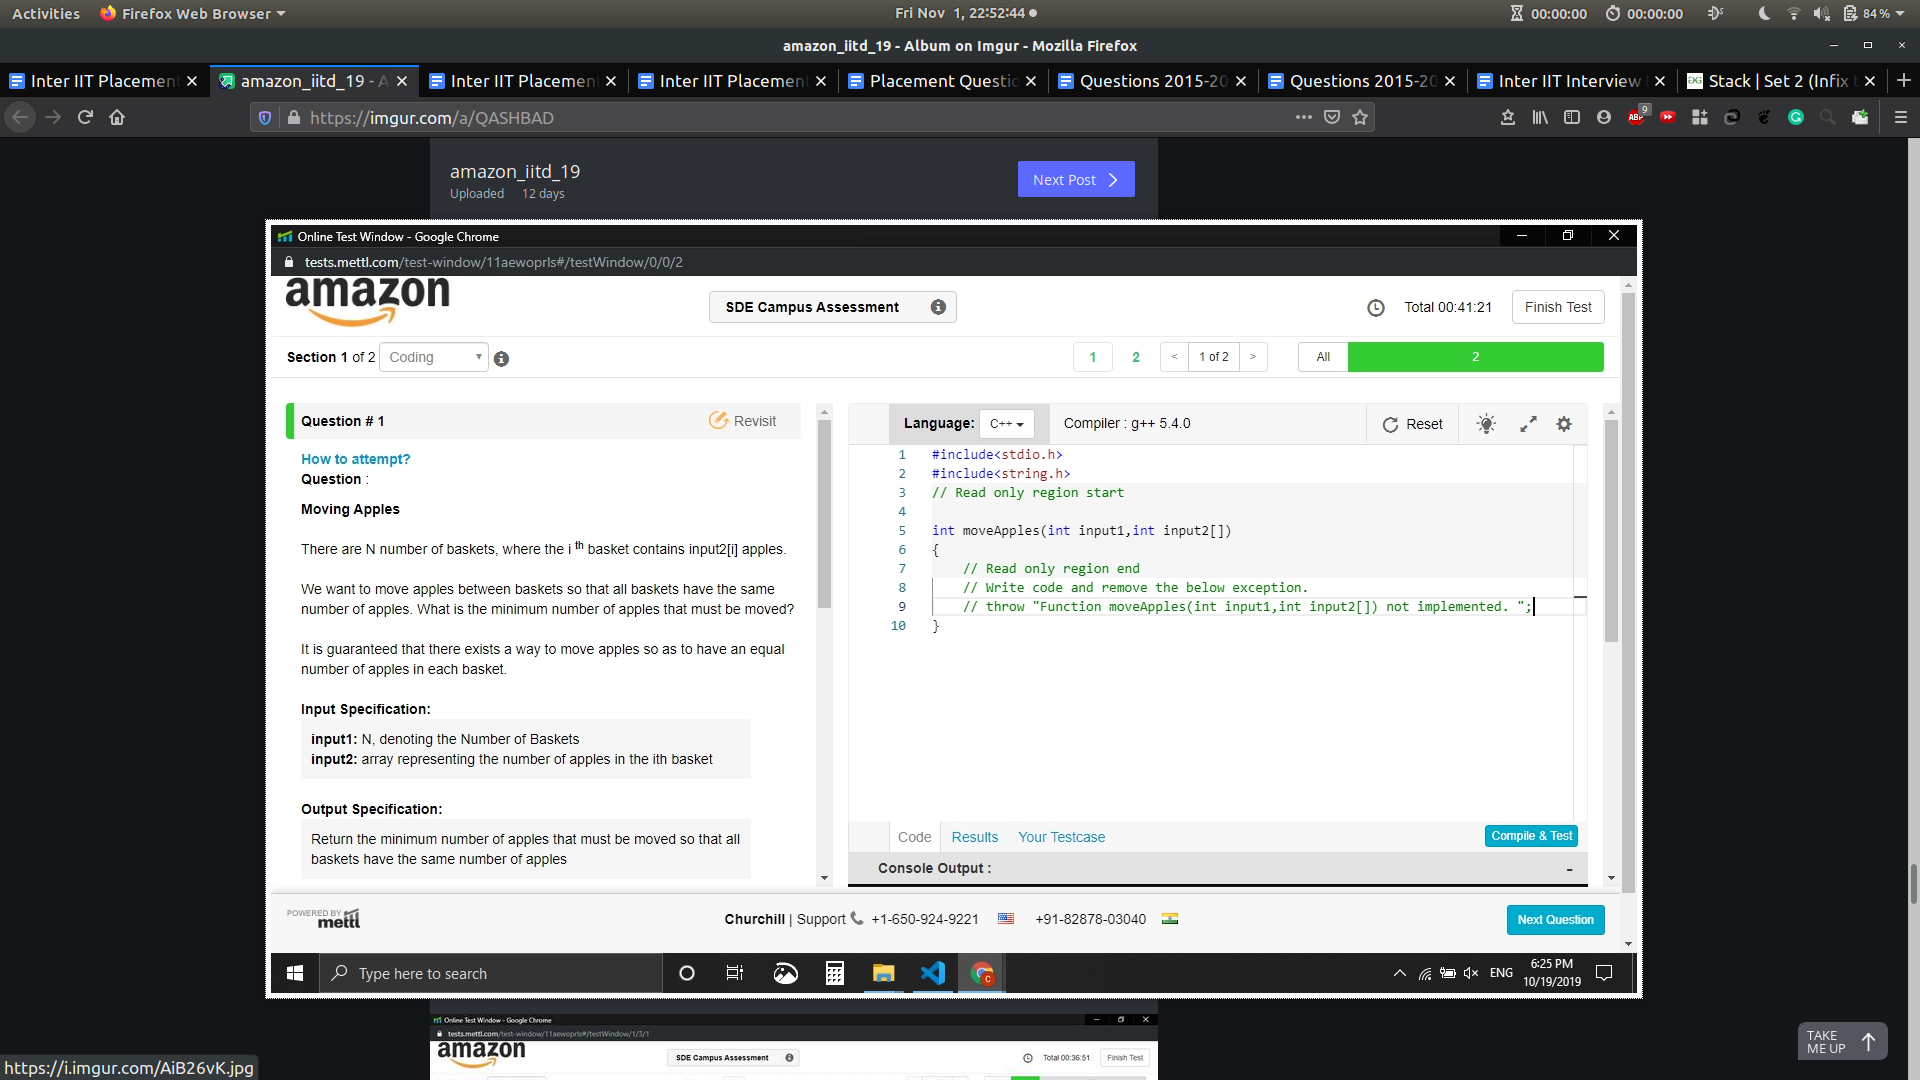 Activities Firefox Web Browser Fri Nov 1, 22:52:44 00:00:00 00:00:00 84 %
amazon_iitd_19 - Album on Imgur - Mozilla Firefox
Inter IIT Placemen amazon_iitd_19 - A Inter IIT Placemen Inter IIT Placement Placement Questio Questions 2015-20 Questions 2015-20 Inter IIT Interview Stack | Set 2 (Infix
https://imgur.com/a/QASHBAD ABP 9
amazon_iitd_19
Uploaded 12 days
Next Post
Online Test Window - Google Chrome
tests.mettl.com/test-window/11aewoprls#/testWindow/0/0/2
amazon
SDE Campus Assessment
Total 00:41:21
Finish Test
Section 1 of 2 Coding
1 2 < 1 of 2 > All 2
Question # 1
Revisit
How to attempt?
Question :
Moving Apples
There are N number of baskets, where the i th basket contains input2[i] apples.
We want to move apples between baskets so that all baskets have the same
number of apples. What is the minimum number of apples that must be moved?
It is guaranteed that there exists a way to move apples so as to have an equal
number of apples in each basket.
Input Specification:
input1: N, denoting the Number of Baskets
input2: array representing the number of apples in the ith basket
Output Specification:
Return the minimum number of apples that must be moved so that all
baskets have the same number of apples
Language: C++ Compiler : g++ 5.4.0 Reset
1 #include<stdio.h>
2 #include<string.h>
3 // Read only region start
4
5 int moveApples(int input1,int input2[])
6 {
7 // Read only region end
8 // Write code and remove the below exception.
9 // throw "Function moveApples(int input1,int input2[]) not implemented. ";
10 }
Code Results Your Testcase
Compile & Test
Console Output :
-
POWERED BY mettl
Churchill | Support +1-650-924-9221 +91-82878-03040
Next Question
Type here to search
ENG
6:25 PM
10/19/2019
Online Test Window - Google Chrome
tests.mettl.com/test-window/11aewoprls#/testWindow/1/3/1
amazon
SDE Campus Assessment
Total 00:36:51
Finish Test
TAKE
ME UP
https://i.imgur.com/AiB26vK.jpg